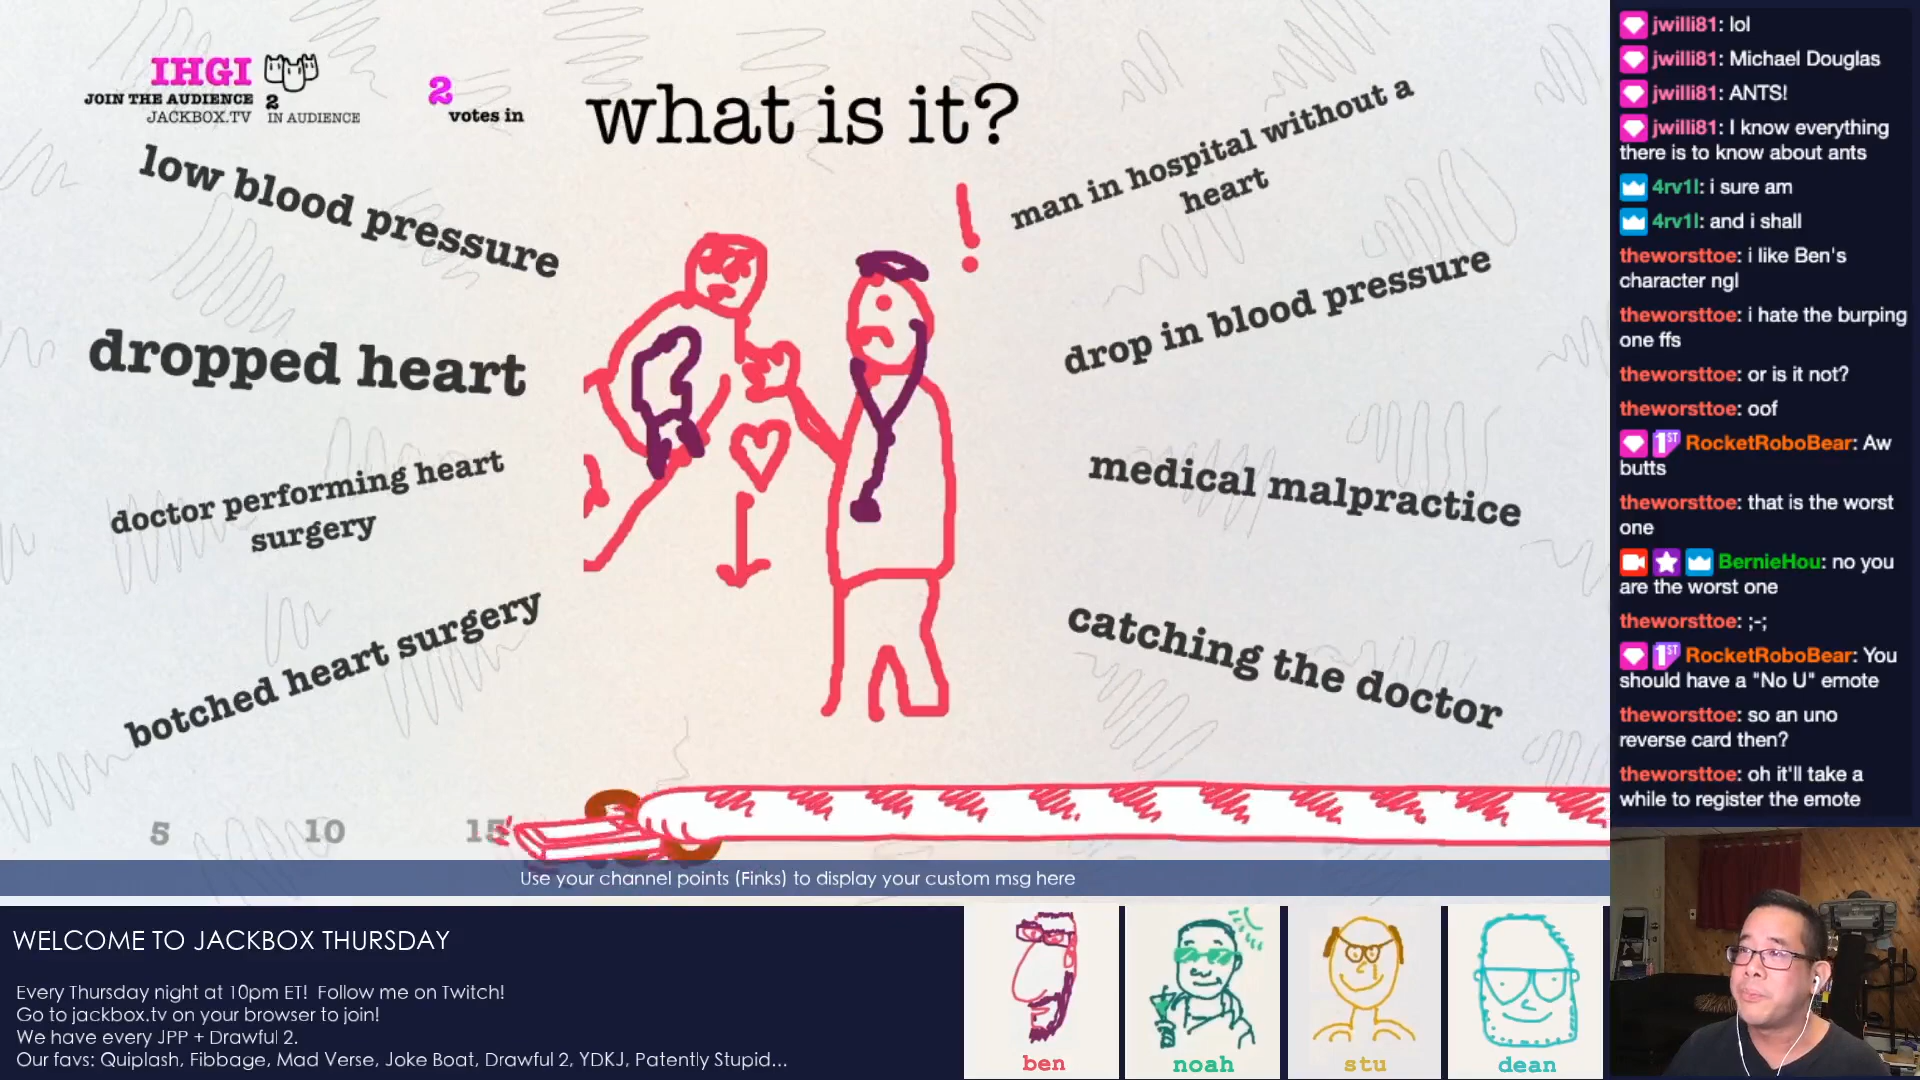 IHGI
JOIN THE AUDIENCE
JACKBOX.TV
2
IN AUDIENCE
2
votes in
what is it?
low blood pressure
dropped heart
doctor performing heart
surgery
botched heart surgery
man in hospital without a
heart
drop in blood pressure
medical malpractice
catching the doctor
5
10
15
Use your channel points (Finks) to display your custom msg here
WELCOME TO JACKBOX THURSDAY
Every Thursday night at 10pm ET! Follow me on Twitch!
Go to jackbox.tv on your browser to join!
We have every JPP + Drawful 2.
Our favs: Quiplash, Fibbage, Mad Verse, Joke Boat, Drawful 2, YDKJ, Patently Stupid...
ben
noah
stu
dean
jwilli81: lol
jwilli81: Michael Douglas
jwilli81: ANTS!
jwilli81: I know everything
there is to know about ants
4rv1l: i sure am
4rv1l: and i shall
theworsttoe: i like Ben's
character ngl
theworsttoe: i hate the burping
one ffs
theworsttoe: or is it not?
theworsttoe: oof
1ST RocketRoboBear: Aw
butts
theworsttoe: that is the worst
one
BernieHou: no you
are the worst one
theworsttoe: ;-;
1ST RocketRoboBear: You
should have a "No U" emote
theworsttoe: so an uno
reverse card then?
theworsttoe: oh it'll take a
while to register the emote